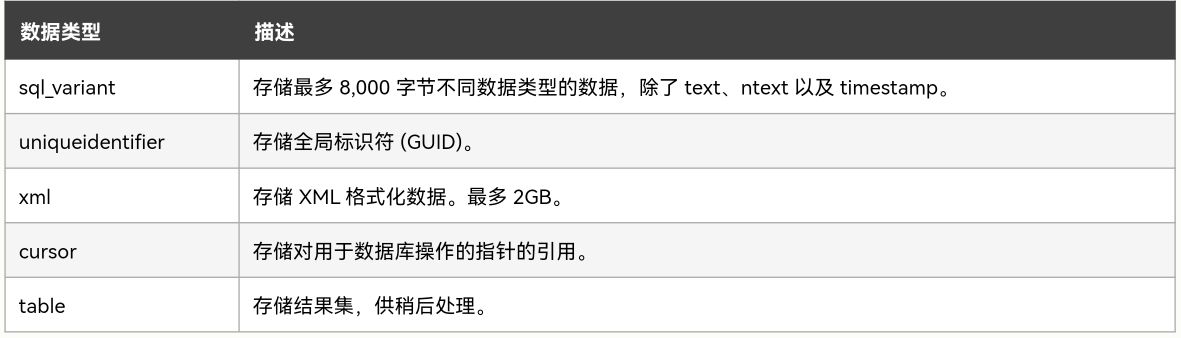 数据类型 描述
sql_variant 存储最多 8,000 字节不同数据类型的数据，除了 text、ntext 以及 timestamp。
uniqueidentifier 存储全局标识符 (GUID)。
xml 存储 XML 格式化数据。最多 2GB。
cursor 存储对用于数据库操作的指针的引用。
table 存储结果集，供稍后处理。